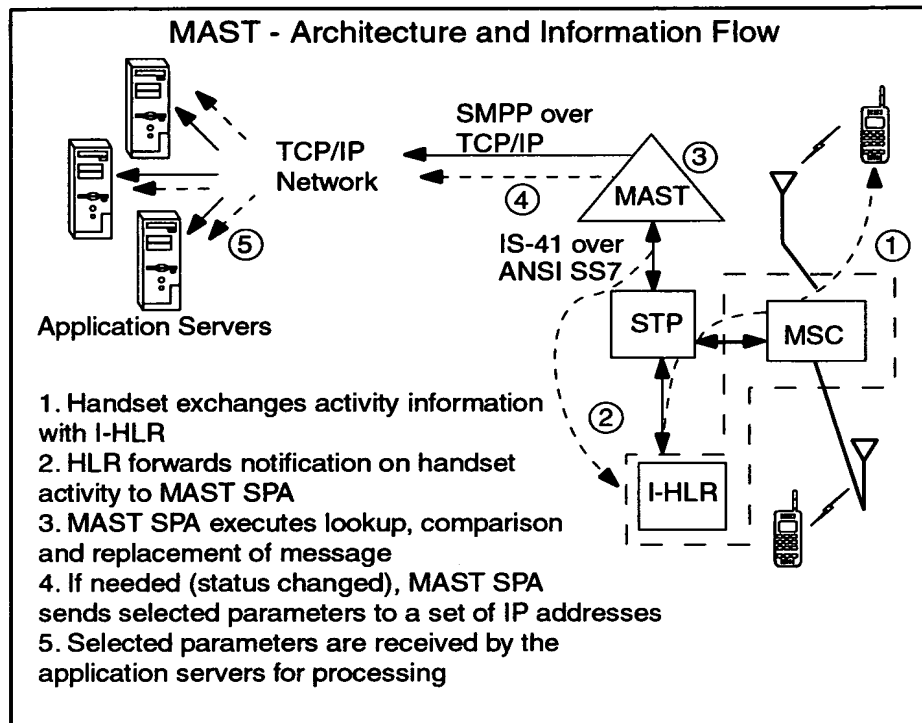 MAST - Architecture and Information Flow
SMPP over
TCP/IP
TCP/IP
Network
3
MAST
4
1
5
IS-41 over
ANSI SS7
Application Servers
STP
MSC
2
I-HLR
1. Handset exchanges activity information
with I-HLR
2. HLR forwards notification on handset
activity to MAST SPA
3. MAST SPA executes lookup, comparison
and replacement of message
4. If needed (status changed), MAST SPA
sends selected parameters to a set of IP addresses
5. Selected parameters are received by the
application servers for processing